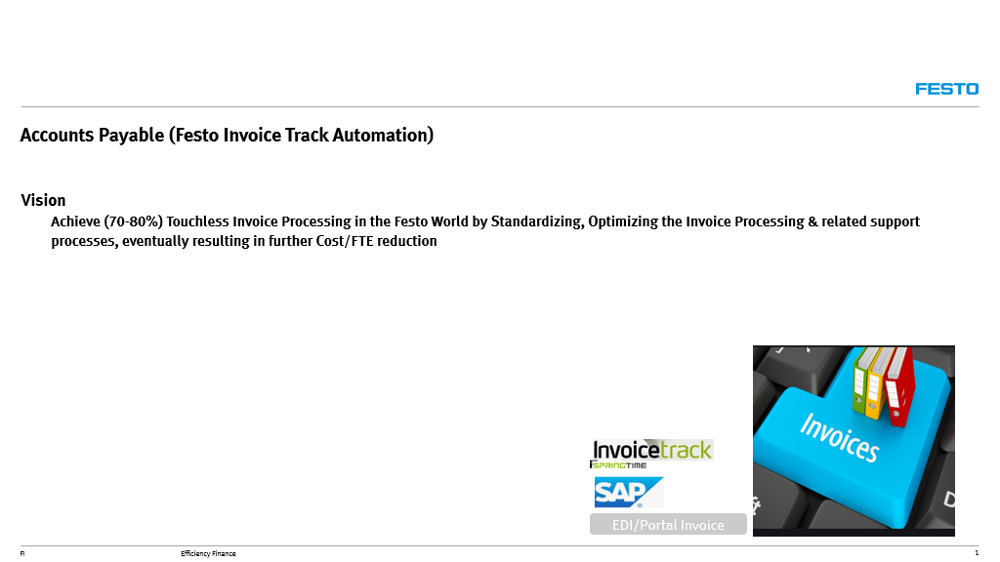 FESTO
Accounts Payable (Festo Invoice Track Automation)
Vision
Achieve (70-80%) Touchless Invoice Processing in the Festo World by Standardizing, Optimizing the Invoice Processing & related support
processes, eventually resulting in further Cost/FTE reduction
Invoices
Invoicetrack
SPRINGTIME
SAP
EDI/Portal Invoice
FI
Efficiency Finance
1